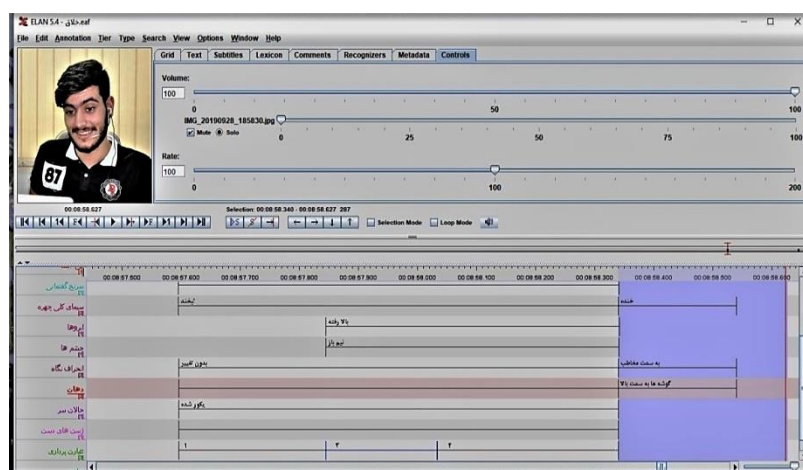 ELAN 5.4 - حلاق.eaf
File Edit Annotation Tier Type Search View Options Window Help
Grid Text Subtitles Lexicon Comments Recognizers Metadata Controls
Volume:
100
0 50 100
IMG_20190928_185830.jpg
Mute Solo
0 25 50 75 100
Rate:
100
0 100 200
87
00:08:58.627
Selection: 00:08:58.340 - 00:08:58.627 287
Selection Mode Loop Mode
00:08:57.500 00:08:57.600 00:08:57.700 00:08:57.800 00:08:57.900 00:08:58.000 00:08:58.100 00:08:58.200 00:08:58.300 00:08:58.400 00:08:58.500 00:08:58.600
سیمای کلی چهره
لبخند
خنده
ابروها
بالا رفته
چشم ها
نیم باز
انحراف نگاه
بدون تغییر
به سمت مخاطب
دهان
گوشه ها به سمت بالا
حالات سر
یکور شده
ژست های دست
عبارت پردازی